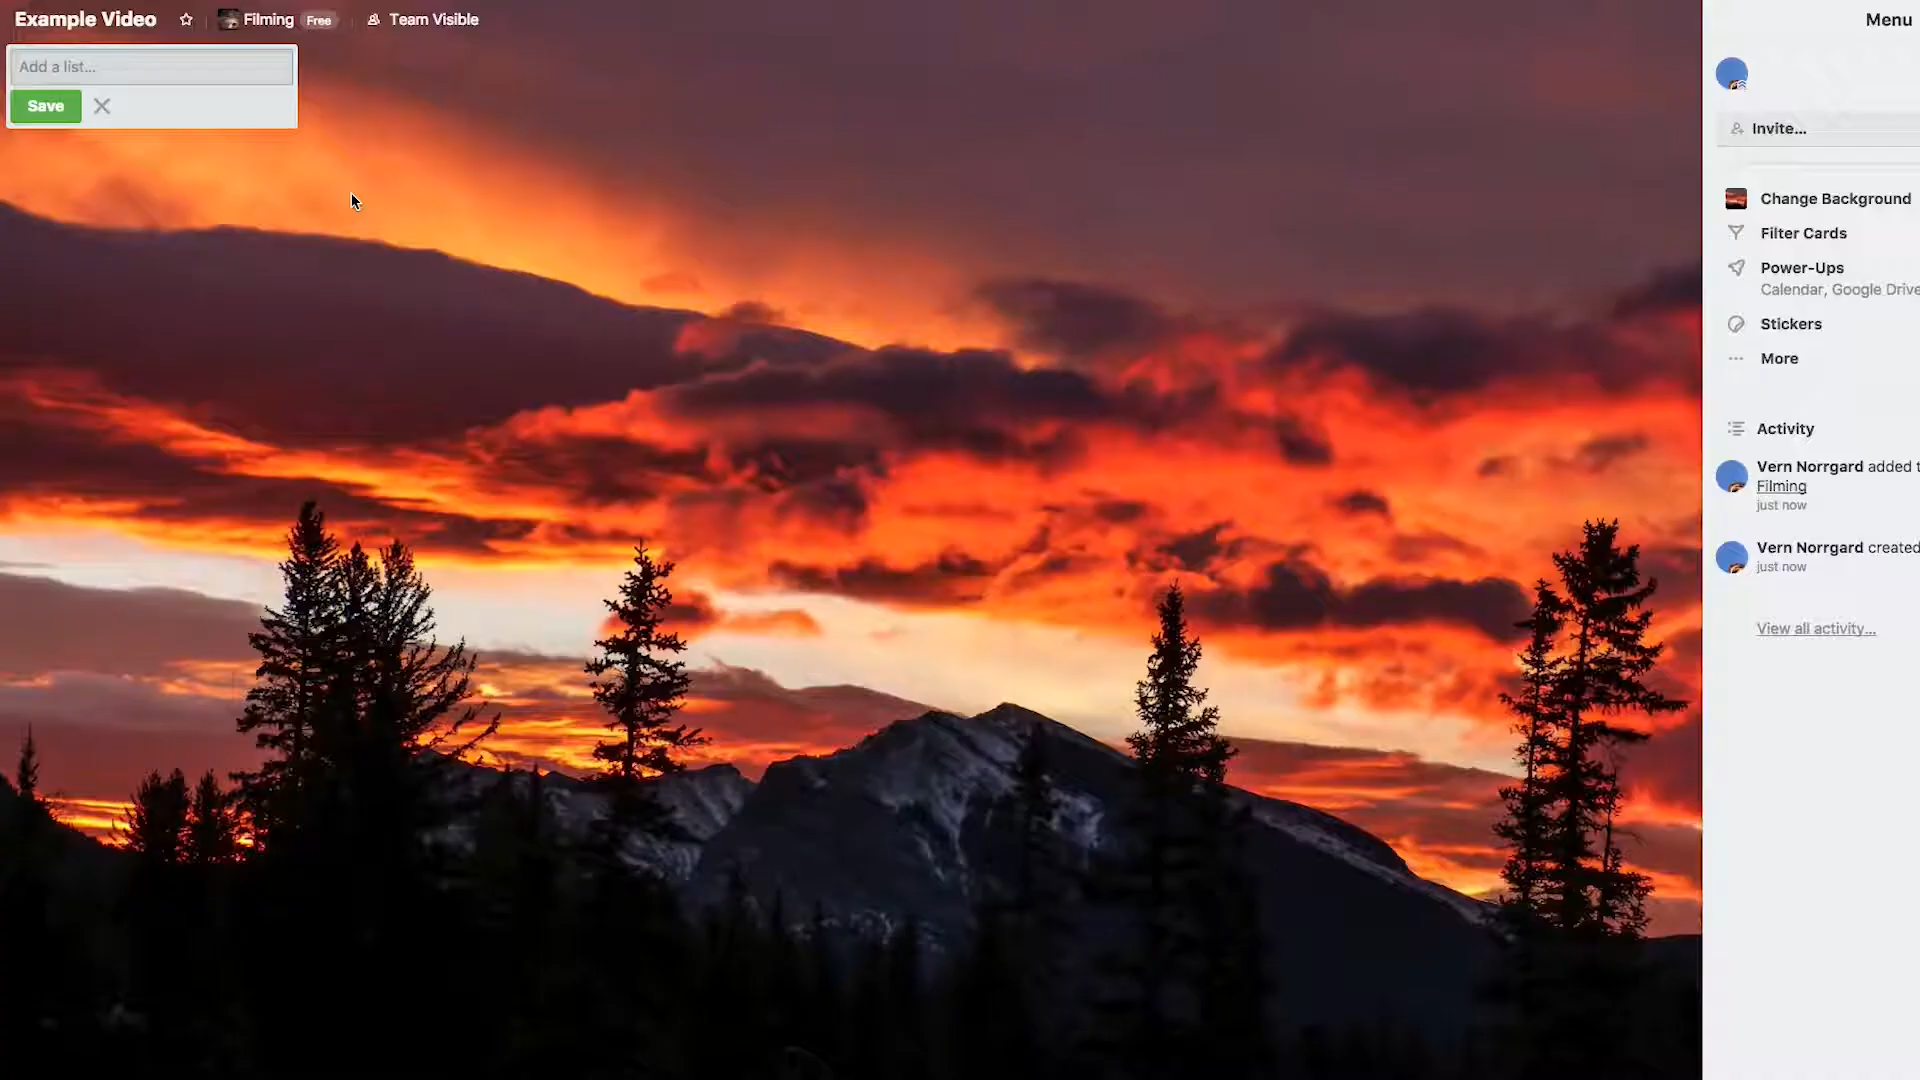 Example Video
Filming Free
Team Visible
Menu
Add a list...
Save
Invite...
Change Background
Filter Cards
Power-Ups
Calendar, Google Drive
Stickers
More
Activity
Vern Norrgard added
Filming
just now
Vern Norrgard created
just now
View all activity...